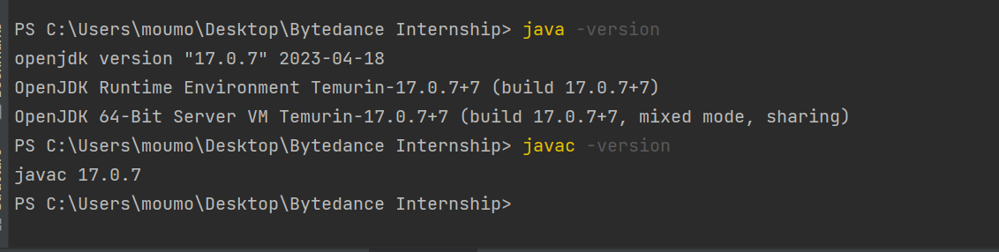 PS C:\Users\moumo\Desktop\Bytedance Internship> java -version
openjdk version "17.0.7" 2023-04-18
OpenJDK Runtime Environment Temurin-17.0.7+7 (build 17.0.7+7)
OpenJDK 64-Bit Server VM Temurin-17.0.7+7 (build 17.0.7+7, mixed mode, sharing)
PS C:\Users\moumo\Desktop\Bytedance Internship> javac -version
javac 17.0.7
PS C:\Users\moumo\Desktop\Bytedance Internship>